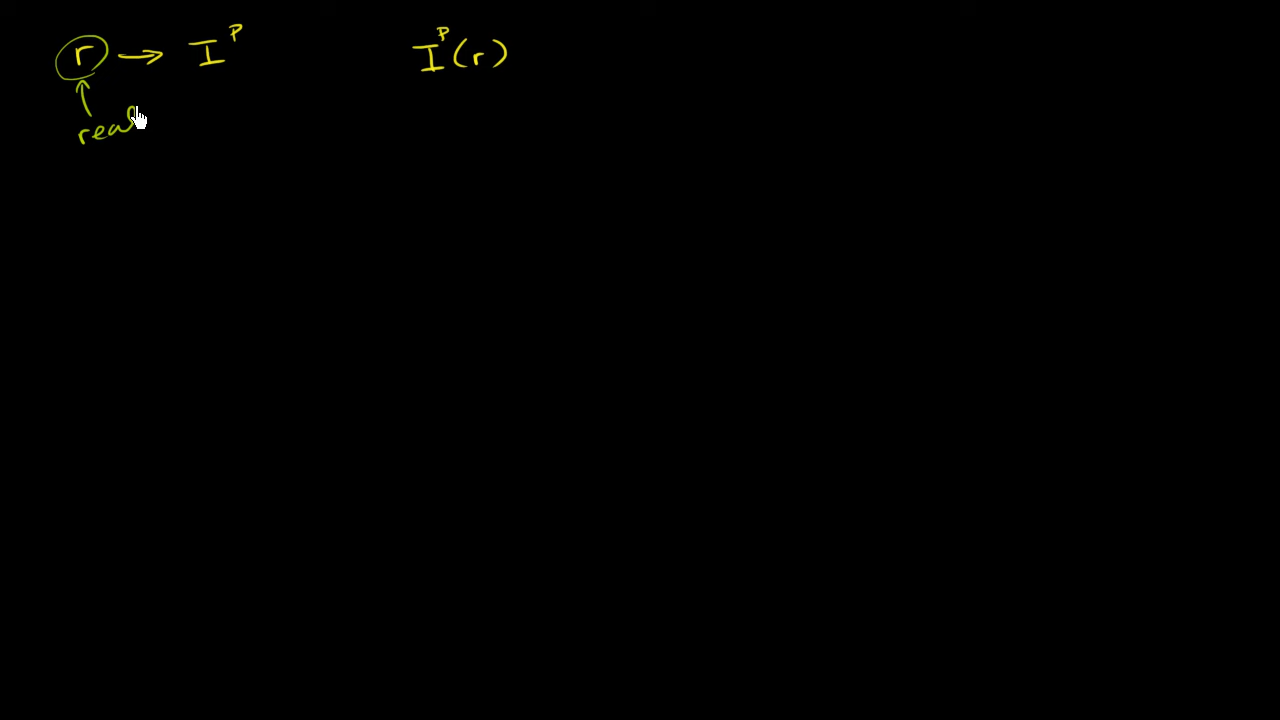 r → I^P I^P(r)
real